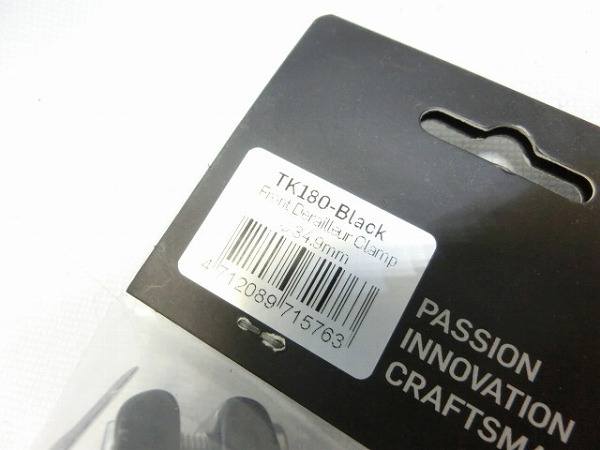 TK180-Black
Front Derailleur Clamp
34.9mm
4 712089 715763
PASSION
INNOVATION
CRAFTSMA